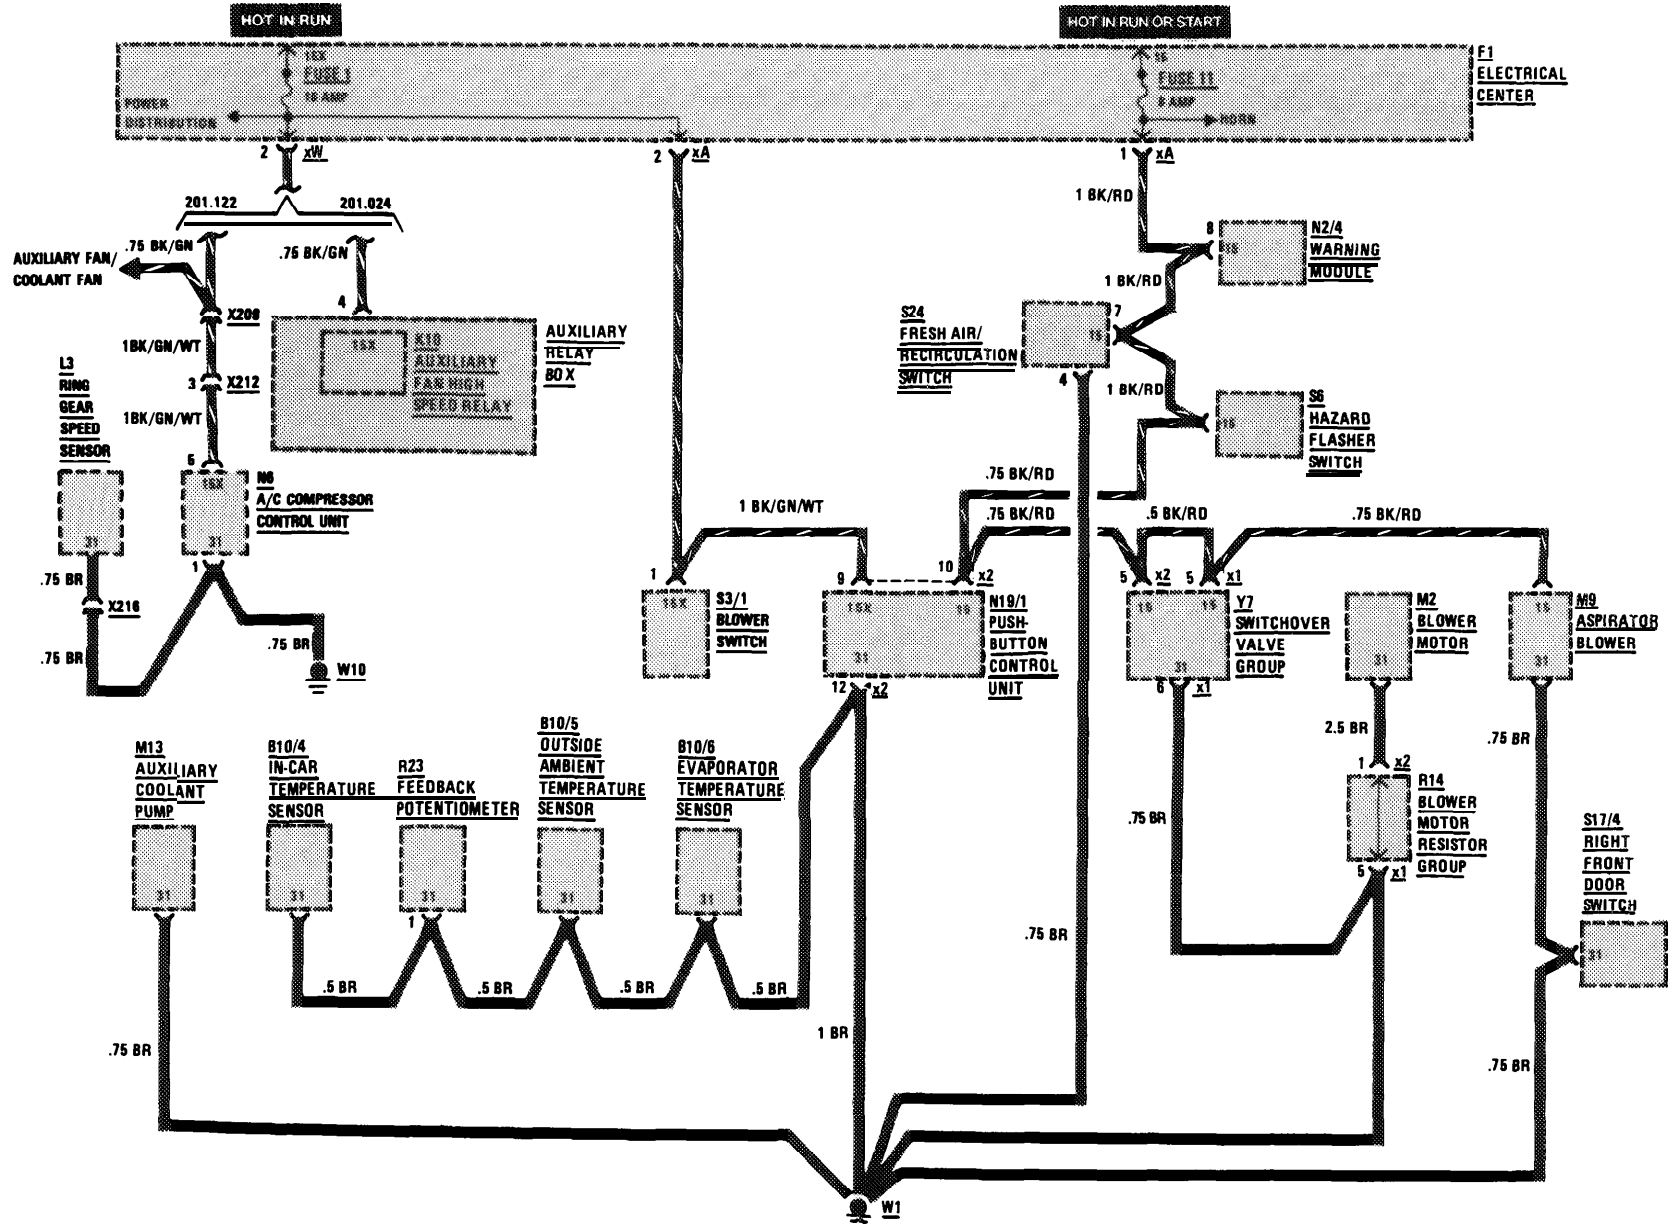 HOT IN RUN
HOT IN RUN OR START
15X
FUSE 1
16 AMP
POWER
DISTRIBUTION
15
FUSE 11
8 AMP
HORN
F1
ELECTRICAL
CENTER
2 xW
2 xA
1 xA
201.122
201.024
.75 BK/GN
.75 BK/GN
AUXILIARY FAN/
COOLANT FAN
X209
1BK/GN/WT
3 X212
1BK/GN/WT
5
4
15X
K10
AUXILIARY
FAN HIGH
SPEED RELAY
AUXILIARY
RELAY
BOX
L3
RING
GEAR
SPEED
SENSOR
31
.75 BR
X216
.75 BR
15X
31
N6
A/C COMPRESSOR
CONTROL UNIT
1
.75 BR
W10
1 BK/RD
8
15
N2/4
WARNING
MODULE
1 BK/RD
S24
FRESH AIR/
RECIRCULATION
SWITCH
7
15
4
1 BK/RD
15
S6
HAZARD
FLASHER
SWITCH
.75 BK/RD
1 BK/GN/WT
.75 BK/RD
.5 BK/RD
.75 BK/RD
1
15X
S3/1
BLOWER
SWITCH
9
10 x2
15X
15
31
N19/1
PUSH-
BUTTON
CONTROL
UNIT
12 x2
5 x2
5 x1
15
15
31
Y7
SWITCHOVER
VALVE
GROUP
6 x1
31
M2
BLOWER
MOTOR
15
31
M9
ASPIRATOR
BLOWER
2.5 BR
.75 BR
1 x2
R14
BLOWER
MOTOR
RESISTOR
GROUP
5 x1
.75 BR
S17/4
RIGHT
FRONT
DOOR
SWITCH
31
M13
AUXILIARY
COOLANT
PUMP
31
B10/4
IN-CAR
TEMPERATURE
SENSOR
31
R23
FEEDBACK
POTENTIOMETER
31
1
B10/5
OUTSIDE
AMBIENT
TEMPERATURE
SENSOR
31
B10/6
EVAPORATOR
TEMPERATURE
SENSOR
31
.5 BR
.5 BR
.5 BR
.5 BR
.75 BR
1 BR
.75 BR
.75 BR
W1